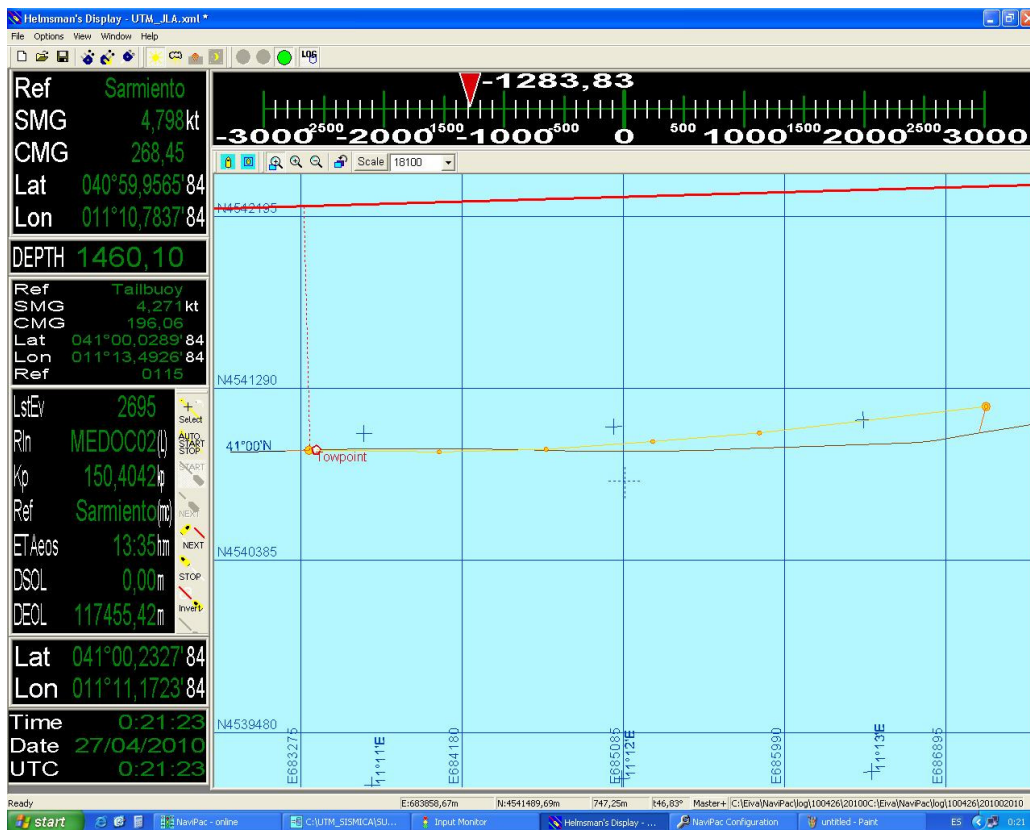 Helmsman's Display - UTM_JLA.xml *
File Options View Window Help
LOG
Ref Sarmiento
SMG 4,798kt
CMG 268,45
Lat 040°59,9565'84
Lon 011°10,7837'84
DEPTH 1460,10
Ref Tailbuoy
SMG 4,271kt
CMG 196,06
Lat 041°00,0289'84
Lon 011°13,4926'84
Ref 0115
LstEv 2695
Rln MEDOC02(L)
Kp 150,4042kp
Ref Sarmiento(mc)
ETAeos 13:35hm
DSOL 0,00m
DEOL 117455,42m
Select
AUTO START STOP
START
NEXT
NEXT
STOP
Invert
Lat 041°00,2327'84
Lon 011°11,1723'84
Time 0:21:23
Date 27/04/2010
UTC 0:21:23
-1283,83
-3000 2500 -2000 1500 -1000 -500 0 500 1000 1500 2000 2500 3000
Scale 18100
N4542195
N4541290
41°00'N
Towpoint
N4540385
N4539480
E683275
11°11'E
E684180
E685085
11°12'E
E685990
11°13'E
E686895
Ready E:683858,67m N:4541489,69m 747,25m t46,83° Master+ C:\Eiva\NaviPac\log\100426\20100C:\Eiva\NaviPac\log\100426\201002010
start NaviPac - online C:\UTM_SISMICA\SU... Input Monitor Helmsman's Display - ... NaviPac Configuration untitled - Paint ES 0:21